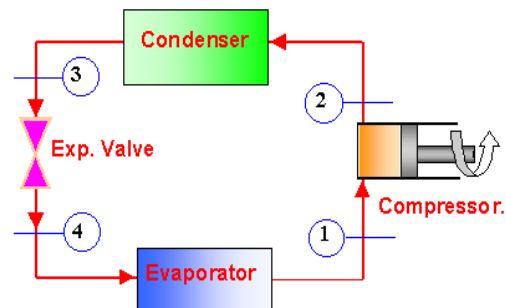 Condenser
3
2
Exp. Valve
Compressor.
4
1
Evaporator